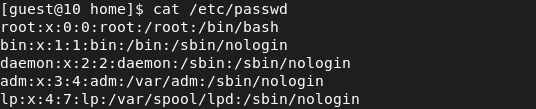 [guest@10 home]$ cat /etc/passwd
root:x:0:0:root:/root:/bin/bash
bin:x:1:1:bin:/bin:/sbin/nologin
daemon:x:2:2:daemon:/sbin:/sbin/nologin
adm:x:3:4:adm:/var/adm:/sbin/nologin
lp:x:4:7:lp:/var/spool/lpd:/sbin/nologin